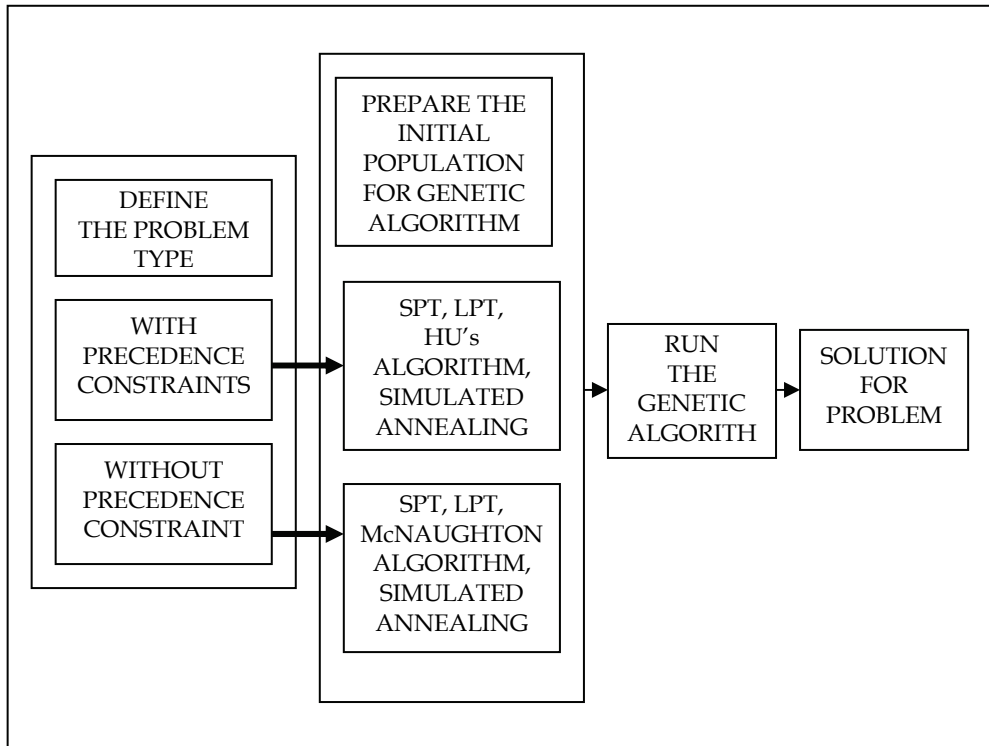 DEFINE
THE PROBLEM
TYPE
WITH
PRECEDENCE
CONSTRAINTS
WITHOUT
PRECEDENCE
CONSTRAINT
PREPARE THE
INITIAL
POPULATION
FOR GENETIC
ALGORITHM
SPT, LPT,
HU’s
ALGORITHM,
SIMULATED
ANNEALING
SPT, LPT,
McNAUGHTON
ALGORITHM,
SIMULATED
ANNEALING
RUN
THE
GENETIC
ALGORITH
SOLUTION
FOR
PROBLEM